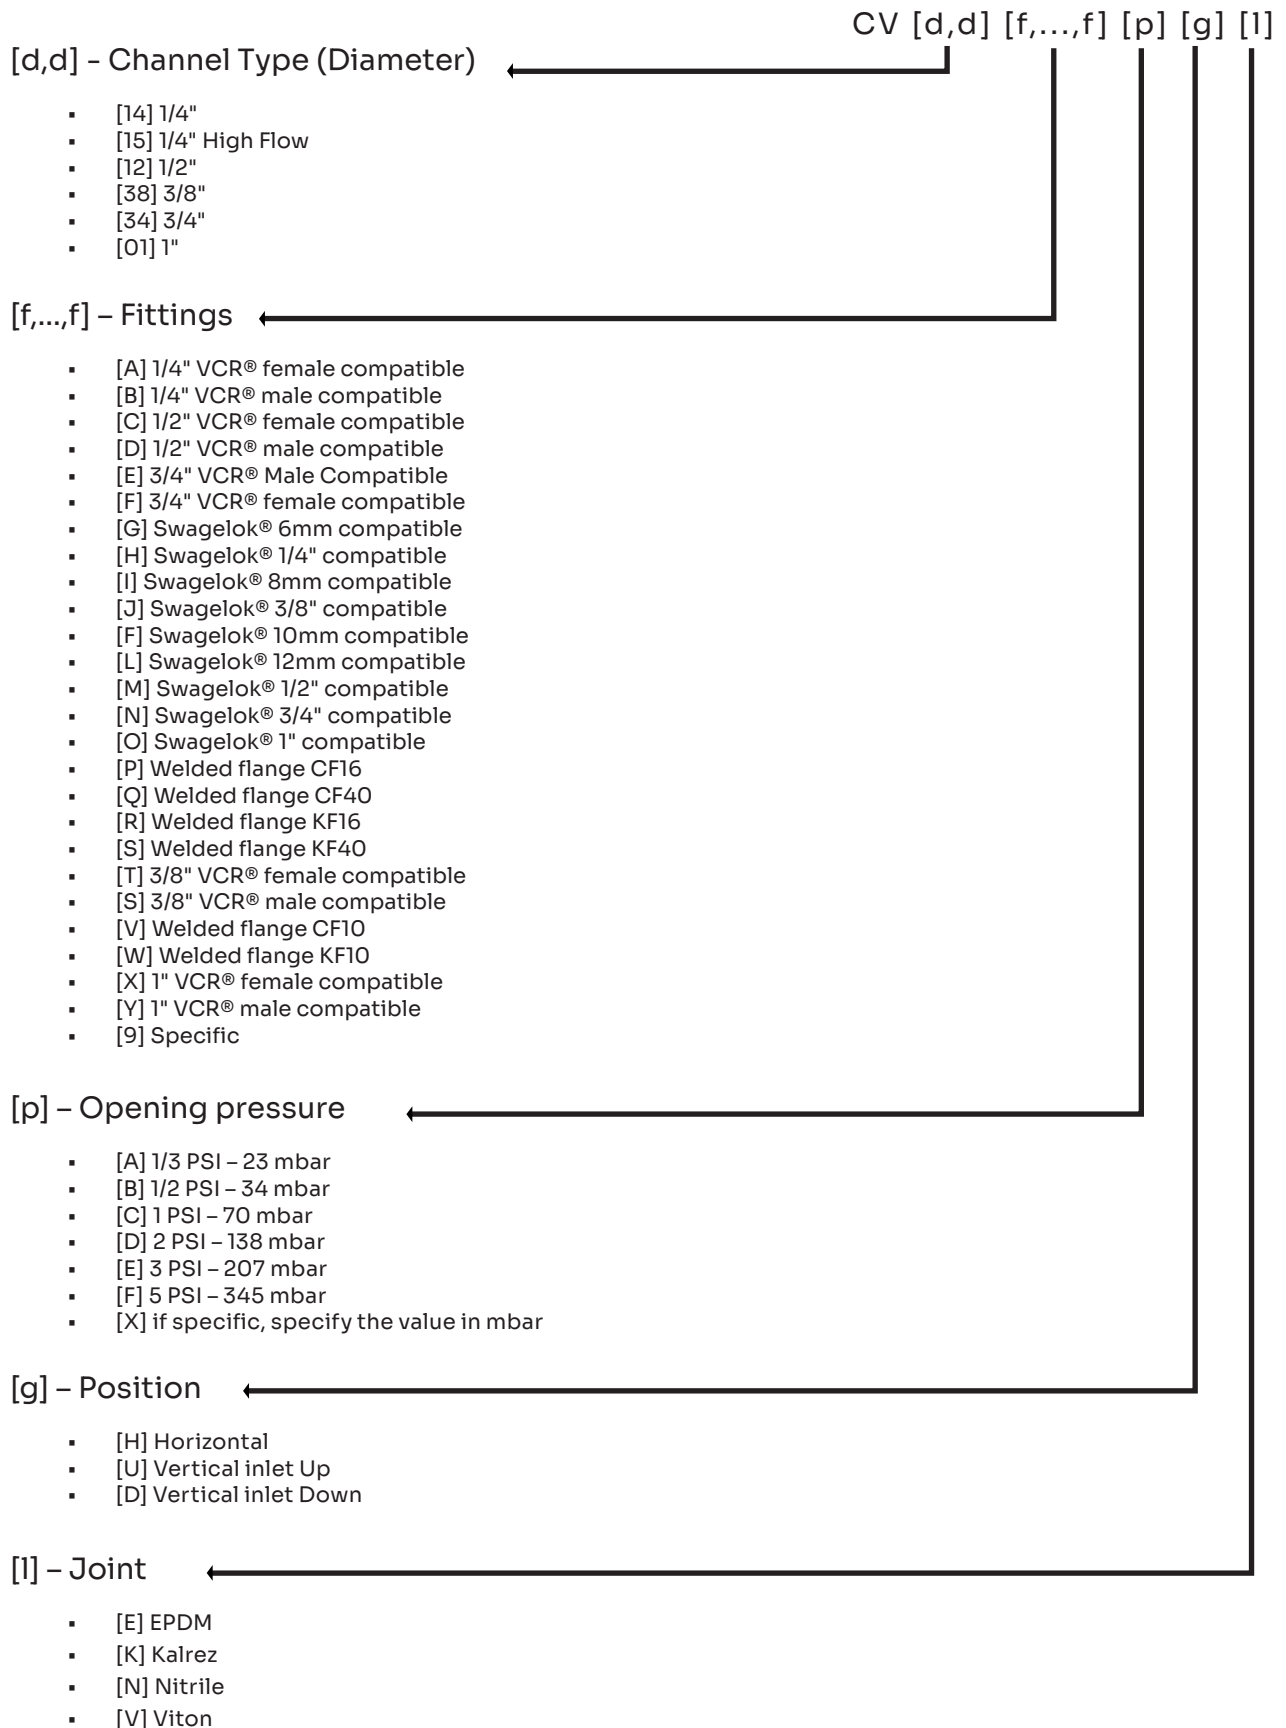 CV [d,d] [f,...,f] [p] [g] [l]
[d,d] - Channel Type (Diameter)
▪ [14] 1/4"
▪ [15] 1/4" High Flow
▪ [12] 1/2"
▪ [38] 3/8"
▪ [34] 3/4"
▪ [01] 1"
[f,...,f] – Fittings
▪ [A] 1/4" VCR® female compatible
▪ [B] 1/4" VCR® male compatible
▪ [C] 1/2" VCR® female compatible
▪ [D] 1/2" VCR® male compatible
▪ [E] 3/4" VCR® Male Compatible
▪ [F] 3/4" VCR® female compatible
▪ [G] Swagelok® 6mm compatible
▪ [H] Swagelok® 1/4" compatible
▪ [I] Swagelok® 8mm compatible
▪ [J] Swagelok® 3/8" compatible
▪ [F] Swagelok® 10mm compatible
▪ [L] Swagelok® 12mm compatible
▪ [M] Swagelok® 1/2" compatible
▪ [N] Swagelok® 3/4" compatible
▪ [O] Swagelok® 1" compatible
▪ [P] Welded flange CF16
▪ [Q] Welded flange CF40
▪ [R] Welded flange KF16
▪ [S] Welded flange KF40
▪ [T] 3/8" VCR® female compatible
▪ [S] 3/8" VCR® male compatible
▪ [V] Welded flange CF10
▪ [W] Welded flange KF10
▪ [X] 1" VCR® female compatible
▪ [Y] 1" VCR® male compatible
▪ [9] Specific
[p] – Opening pressure
▪ [A] 1/3 PSI – 23 mbar
▪ [B] 1/2 PSI – 34 mbar
▪ [C] 1 PSI – 70 mbar
▪ [D] 2 PSI – 138 mbar
▪ [E] 3 PSI – 207 mbar
▪ [F] 5 PSI – 345 mbar
▪ [X] if specific, specify the value in mbar
[g] – Position
▪ [H] Horizontal
▪ [U] Vertical inlet Up
▪ [D] Vertical inlet Down
[l] – Joint
▪ [E] EPDM
▪ [K] Kalrez
▪ [N] Nitrile
▪ [V] Viton